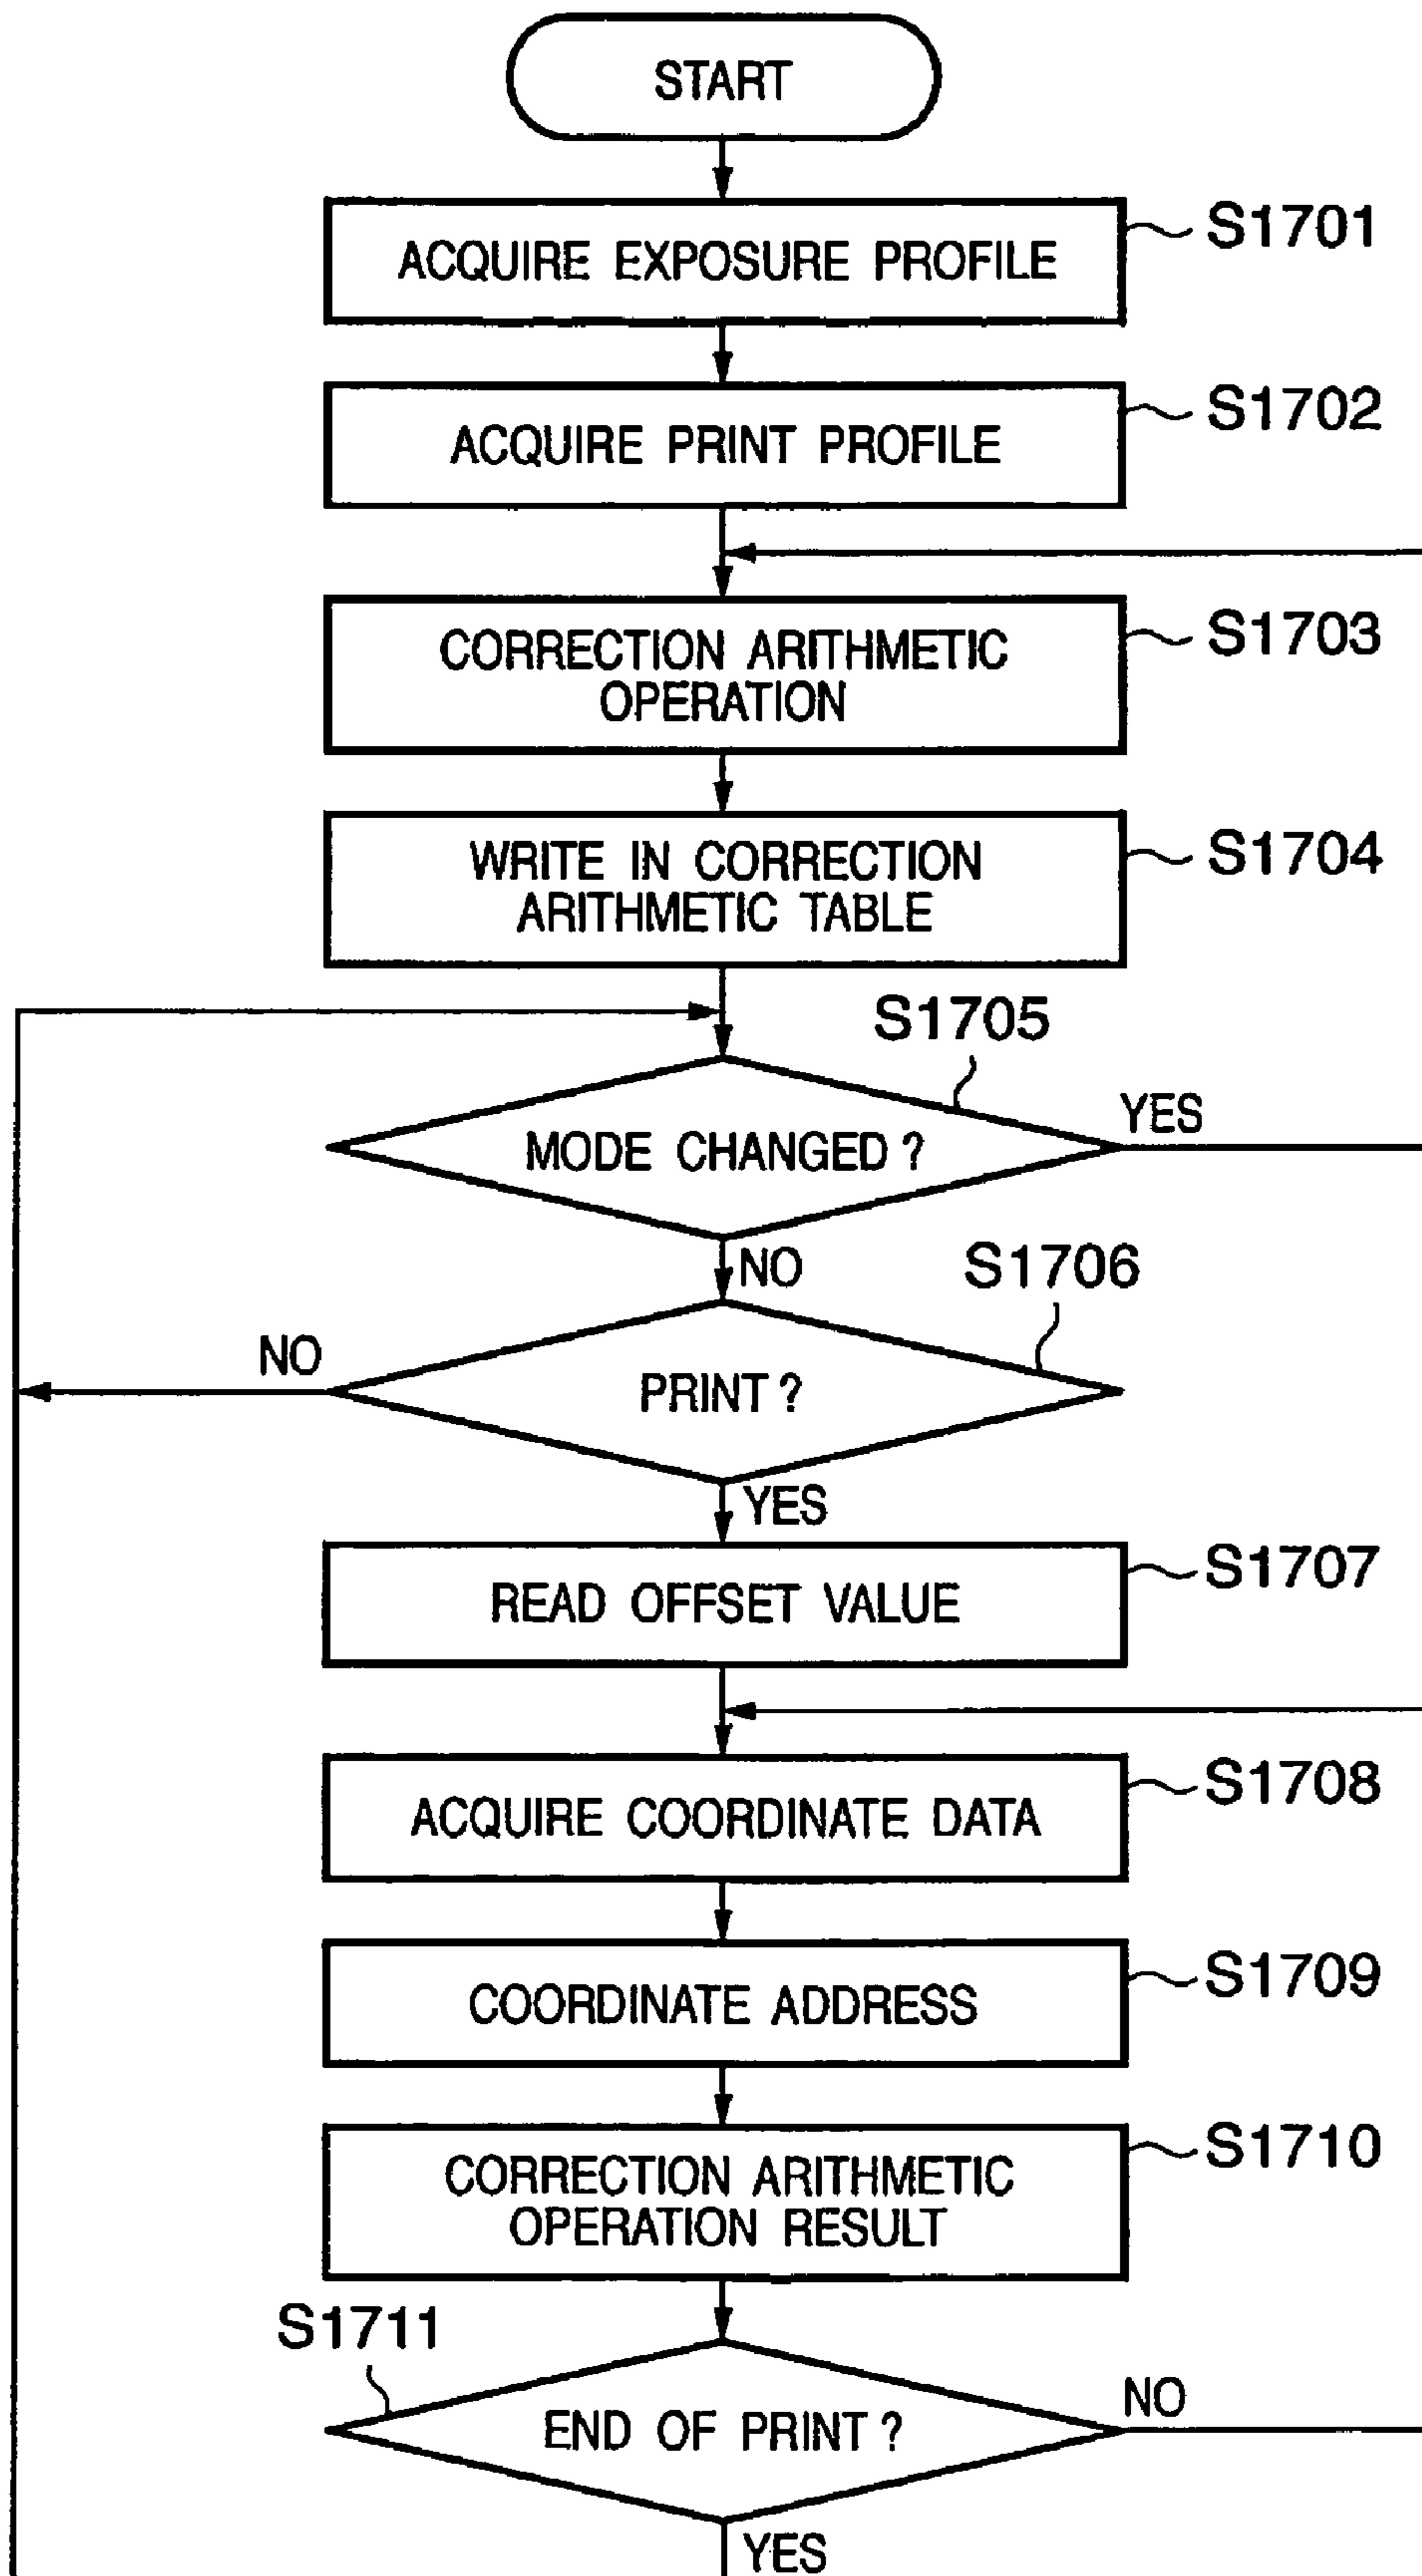 START
ACQUIRE EXPOSURE PROFILE
S1701
ACQUIRE PRINT PROFILE
S1702
CORRECTION ARITHMETIC
OPERATION
S1703
WRITE IN CORRECTION
ARITHMETIC TABLE
S1704
S1705
MODE CHANGED ?
YES
NO
S1706
PRINT ?
NO
YES
READ OFFSET VALUE
S1707
ACQUIRE COORDINATE DATA
S1708
COORDINATE ADDRESS
S1709
CORRECTION ARITHMETIC
OPERATION RESULT
S1710
S1711
END OF PRINT ?
NO
YES